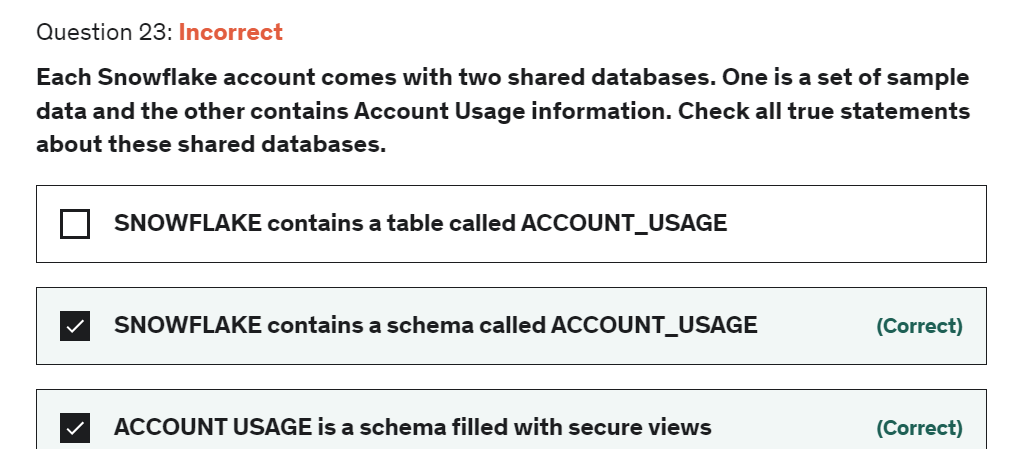 Question 23: Incorrect
Each Snowflake account comes with two shared databases. One is a set of sample
data and the other contains Account Usage information. Check all true statements
about these shared databases.
SNOWFLAKE contains a table called ACCOUNT_USAGE
SNOWFLAKE contains a schema called ACCOUNT_USAGE (Correct)
ACCOUNT USAGE is a schema filled with secure views (Correct)